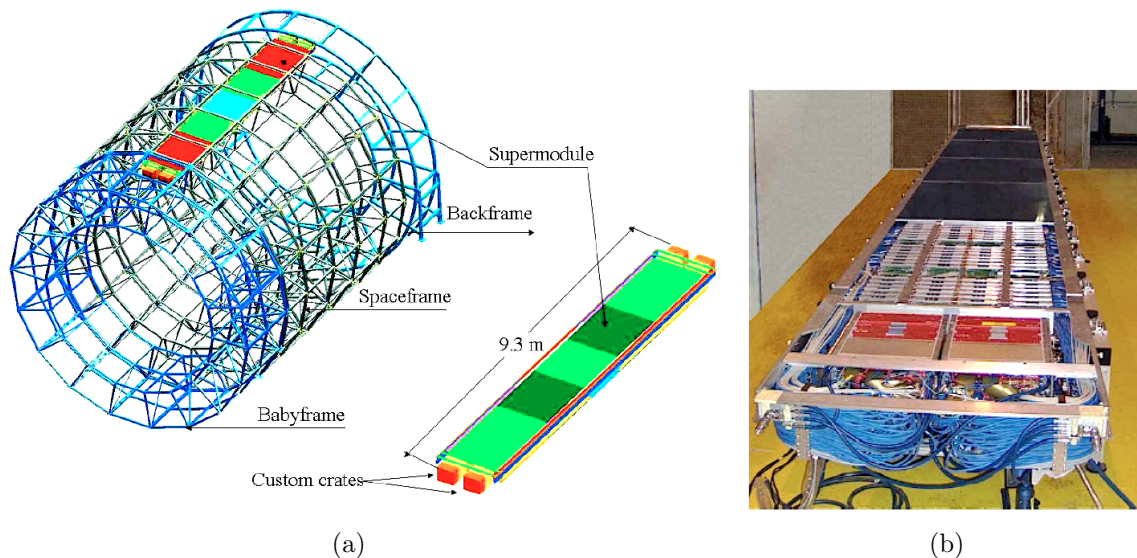 Supermodule
Backframe
Spaceframe
9.3 m
Babyframe
Custom crates
(a)
(b)